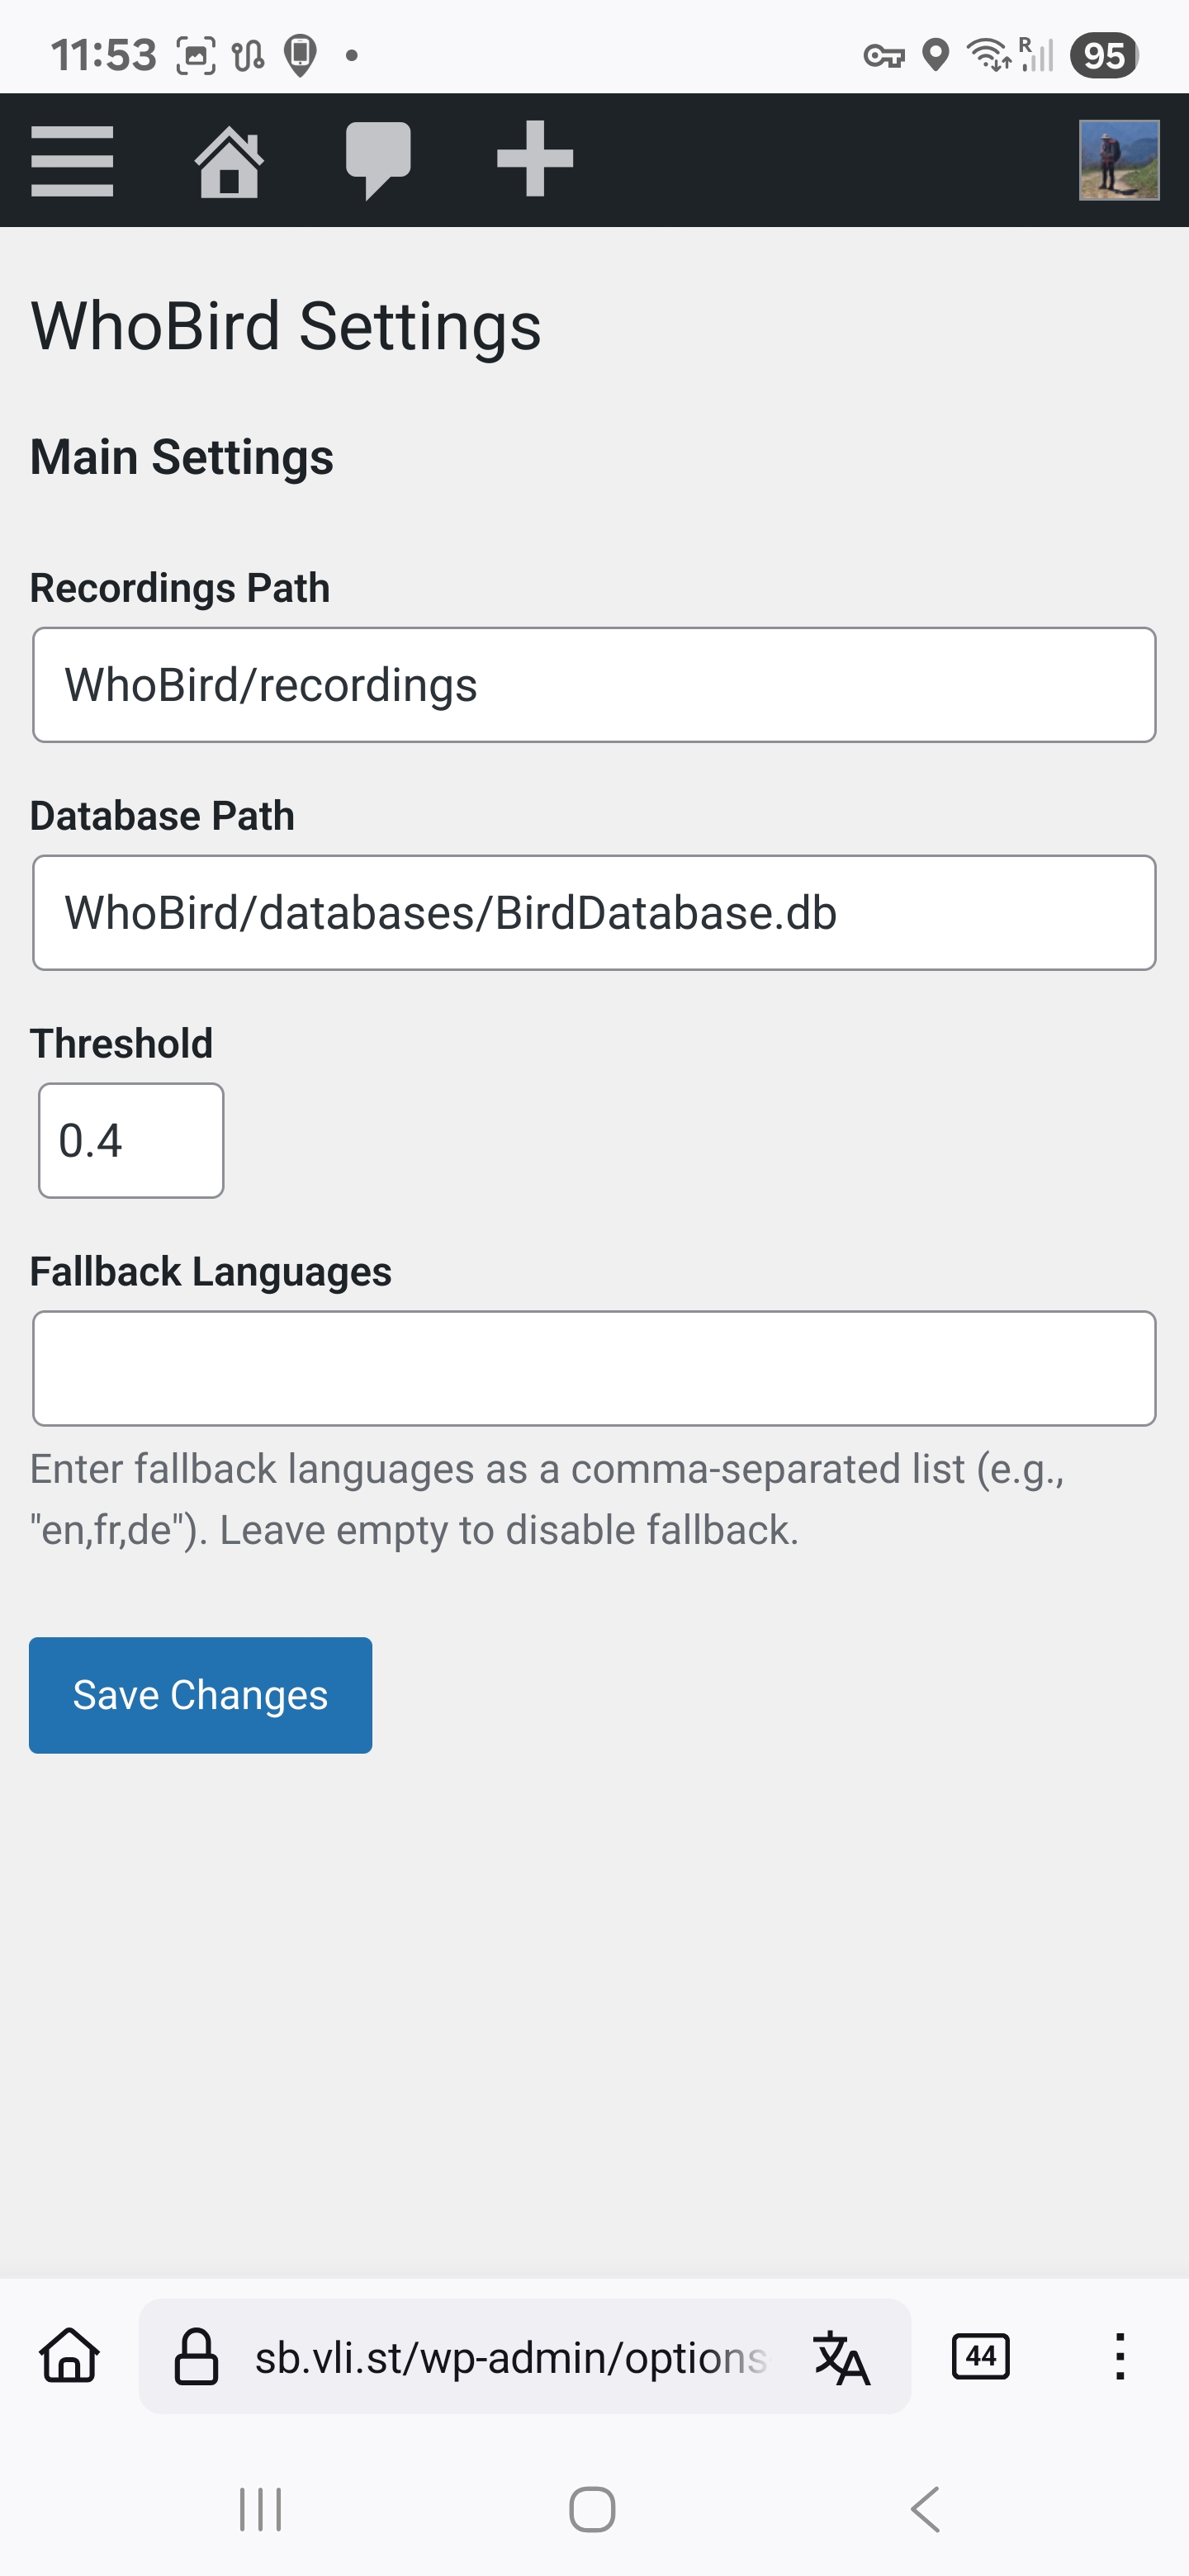 11:53
R
95
WhoBird Settings
Main Settings
Recordings Path
WhoBird/recordings
Database Path
WhoBird/databases/BirdDatabase.db
Threshold
0.4
Fallback Languages
Enter fallback languages as a comma-separated list (e.g.,
"en,fr,de"). Leave empty to disable fallback.
Save Changes
sb.vli.st/wp-admin/options
44